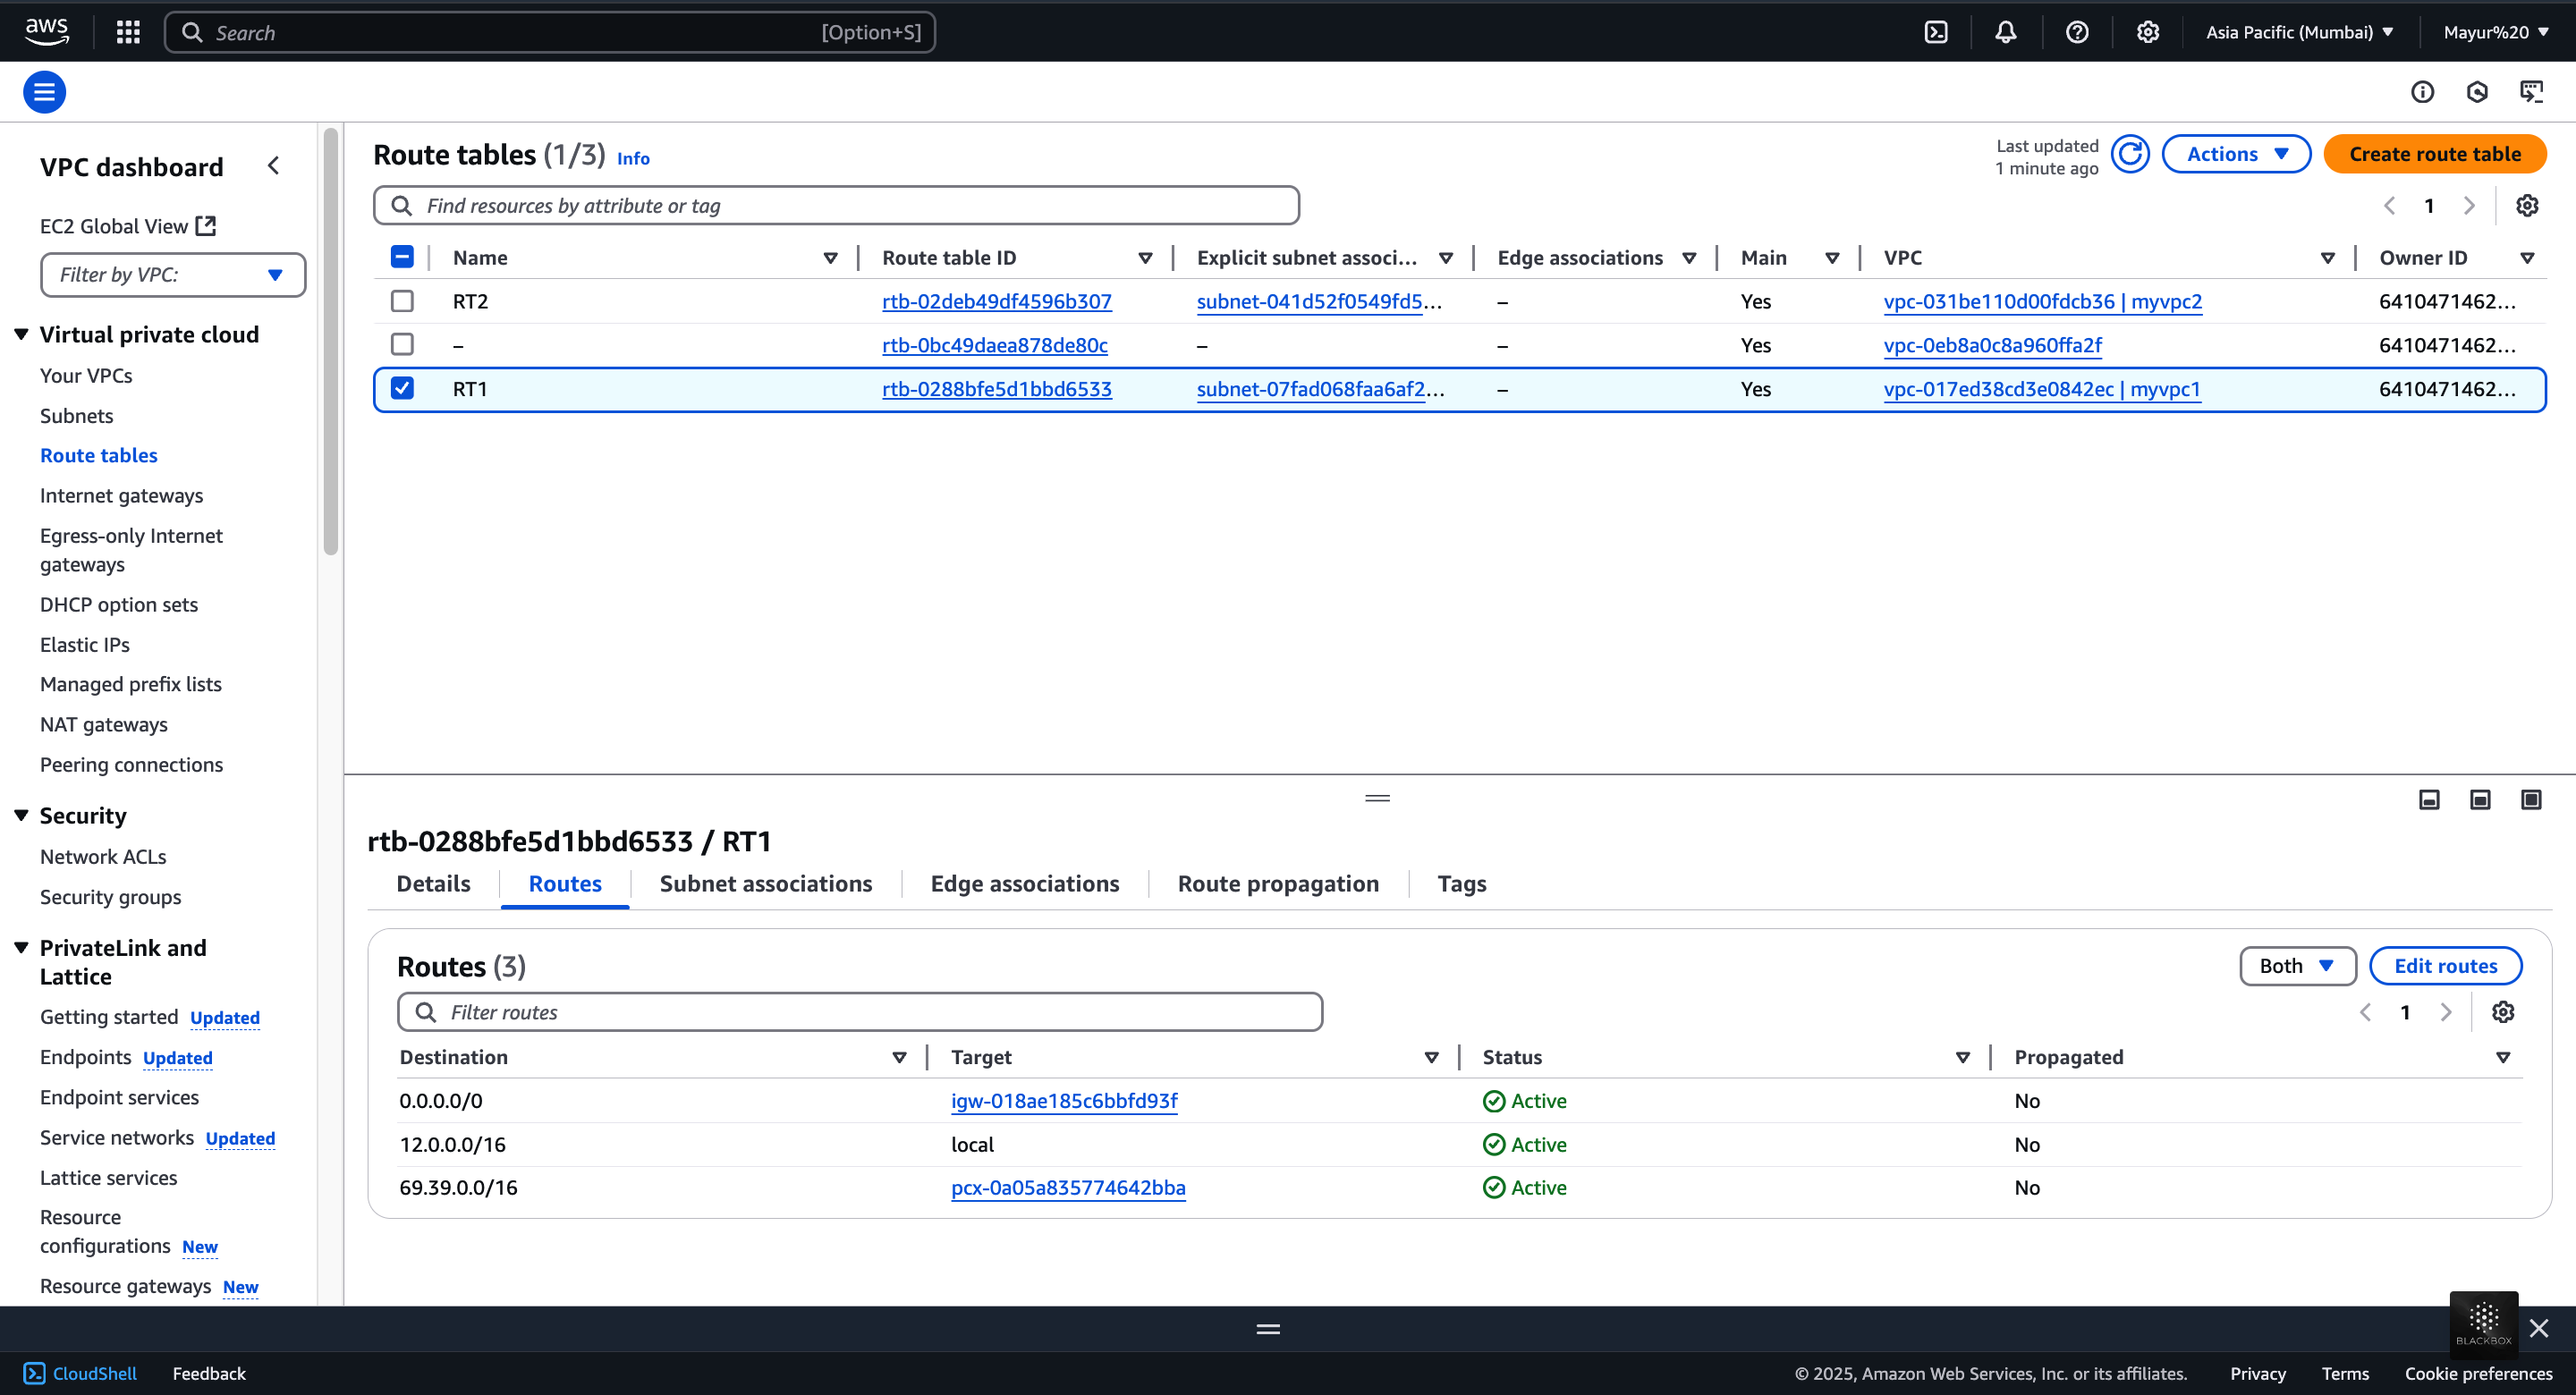 aws
Search [Option+S]
Asia Pacific (Mumbai)
Mayur%20
VPC dashboard
EC2 Global View
Filter by VPC:
Virtual private cloud
Your VPCs
Subnets
Route tables
Internet gateways
Egress-only Internet
gateways
DHCP option sets
Elastic IPs
Managed prefix lists
NAT gateways
Peering connections
Security
Network ACLs
Security groups
PrivateLink and
Lattice
Getting started Updated
Endpoints Updated
Endpoint services
Service networks Updated
Lattice services
Resource
configurations New
Resource gateways New
Route tables (1/3) Info
Last updated
1 minute ago
Actions
Create route table
Find resources by attribute or tag
1
Name Route table ID Explicit subnet associ... Edge associations Main VPC Owner ID
RT2 rtb-02deb49df4596b307 subnet-041d52f0549fd5... – Yes vpc-031be110d00fdcb36 | myvpc2 6410471462...
– rtb-0bc49daea878de80c – – Yes vpc-0eb8a0c8a960ffa2f 6410471462...
RT1 rtb-0288bfe5d1bbd6533 subnet-07fad068faa6af2... – Yes vpc-017ed38cd3e0842ec | myvpc1 6410471462...
rtb-0288bfe5d1bbd6533 / RT1
Details Routes Subnet associations Edge associations Route propagation Tags
Routes (3)
Both
Edit routes
Filter routes
1
Destination Target Status Propagated
0.0.0.0/0 igw-018ae185c6bbfd93f Active No
12.0.0.0/16 local Active No
69.39.0.0/16 pcx-0a05a835774642bba Active No
BLACKBOX
CloudShell Feedback
© 2025, Amazon Web Services, Inc. or its affiliates. Privacy Terms Cookie preferences